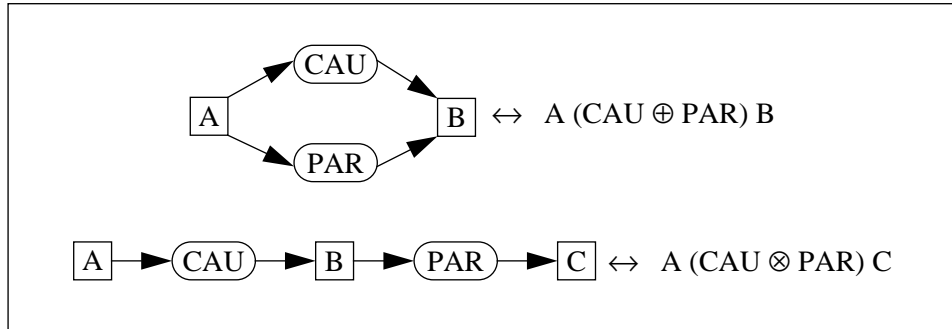 CAU
A B ↔ A (CAU ⊕ PAR) B
PAR
A CAU B PAR C ↔ A (CAU ⊗ PAR) C